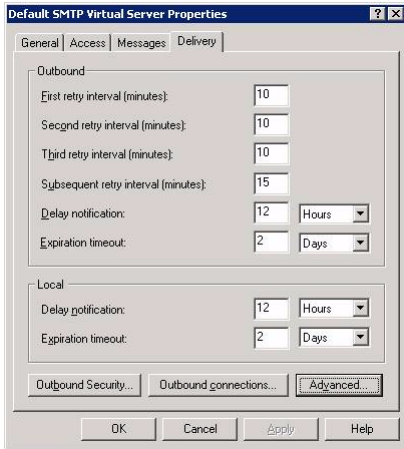 Default SMTP Virtual Server Properties
General Access Messages Delivery
Outbound
First retry interval (minutes): 10
Second retry interval (minutes): 10
Third retry interval (minutes): 10
Subsequent retry interval (minutes): 15
Delay notification: 12 Hours
Expiration timeout: 2 Days
Local
Delay notification: 12 Hours
Expiration timeout: 2 Days
Outbound Security... Outbound connections... Advanced...
OK Cancel Apply Help